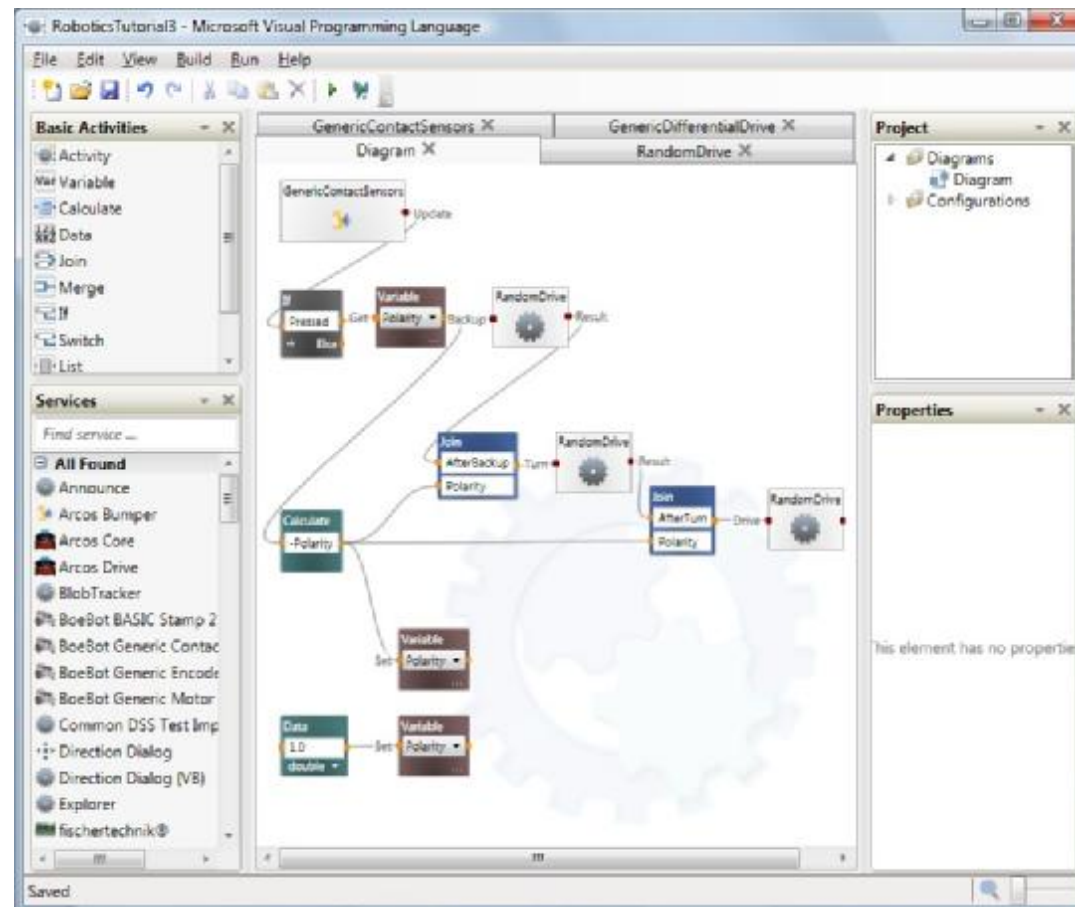 RoboticsTutorial3 - Microsoft Visual Programming Language
File Edit View Build Run Help
Basic Activities
Activity
Variable
Calculate
Data
Join
Merge
If
Switch
List
Services
Find service ...
All Found
Announce
Arcos Bumper
Arcos Core
Arcos Drive
BlobTracker
BoeBot BASIC Stamp 2
BoeBot Generic Contac
BoeBot Generic Encode
BoeBot Generic Motor
Common DSS Test Imp
Direction Dialog
Direction Dialog (VB)
Explorer
fischertechnik®
GenericContactSensors
GenericDifferentialDrive
Diagram
RandomDrive
GenericContactSensors
Update
If
Pressed
Else
Get
Variable
Polarity
Backup
RandomDrive
Result
Join
AfterBackup
Polarity
Turn
RandomDrive
Result
Join
AfterTurn
Polarity
Drive
RandomDrive
Calculate
-Polarity
Set
Variable
Polarity
Data
1.0
double
Set
Variable
Polarity
Project
Diagrams
Diagram
Configurations
Properties
This element has no propertie
Saved